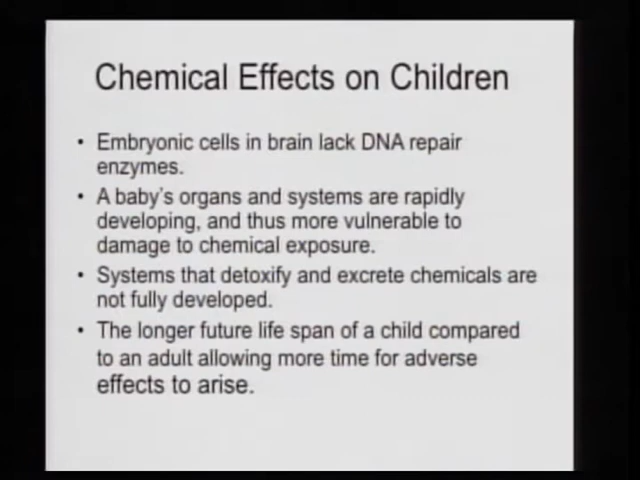 Chemical Effects on Children
• Embryonic cells in brain lack DNA repair
enzymes.
• A baby's organs and systems are rapidly
developing, and thus more vulnerable to
damage to chemical exposure.
• Systems that detoxify and excrete chemicals are
not fully developed.
• The longer future life span of a child compared
to an adult allowing more time for adverse
effects to arise.